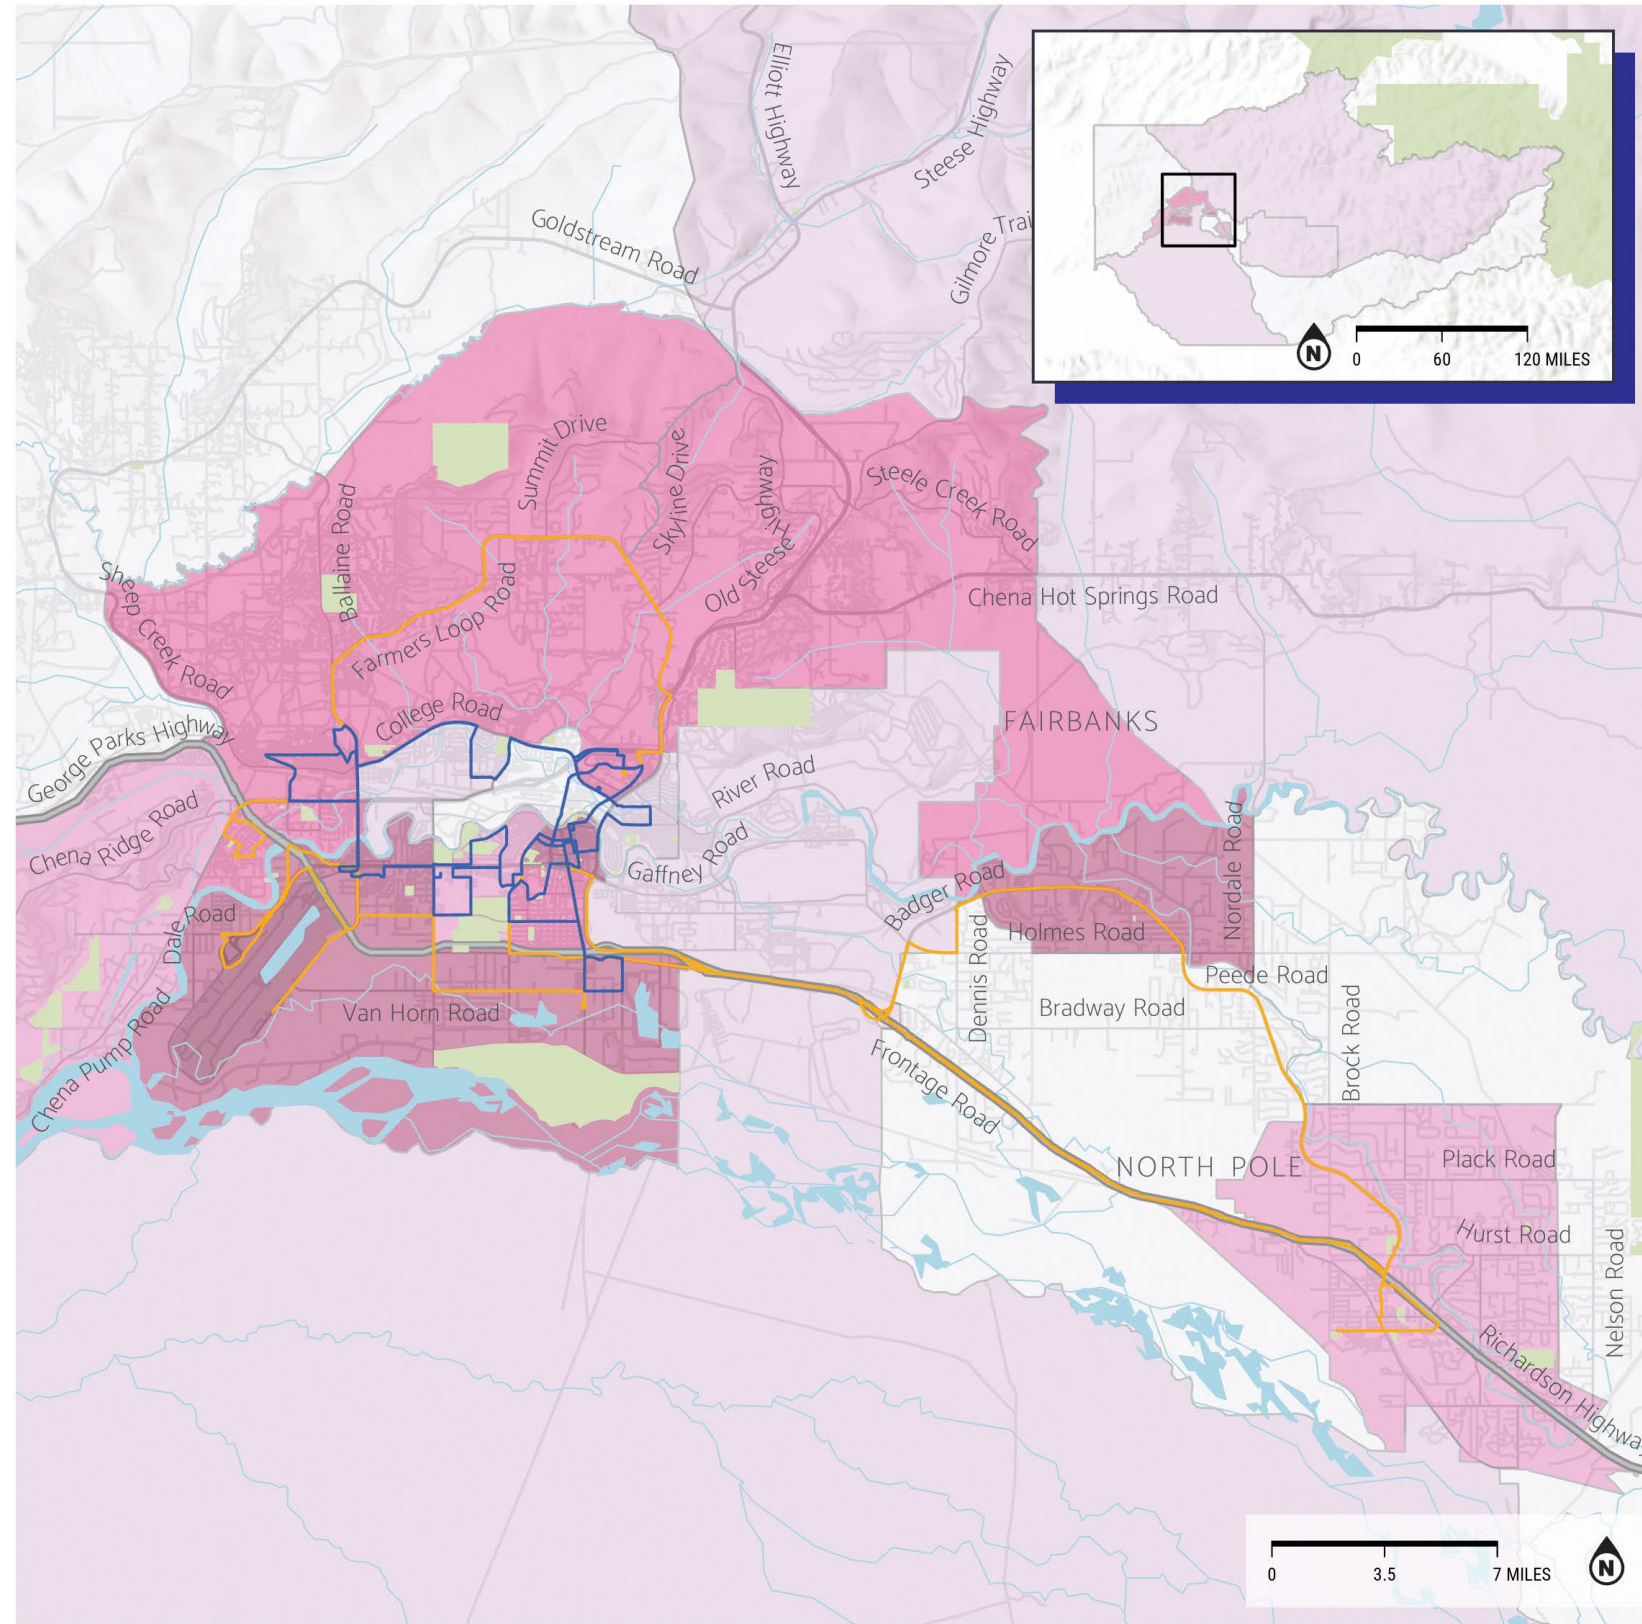 Elliott Highway
Steese Highway
Goldstream Road
Gilmore Trai
N
0 60 120 MILES
Summit Drive
Skyline Drive
Old Steese Highway
Steele Creek Road
Ballaine Road
Sheep Creek Road
Farmers Loop Road
Chena Hot Springs Road
College Road
FAIRBANKS
George Parks Highway
River Road
Chena Ridge Road
Gaffney Road
Nordale Road
Badger Road
Dale Road
Dennis Road
Holmes Road
Peede Road
Van Horn Road
Bradway Road
Brock Road
Chena Pump Road
Frontage Road
NORTH POLE
Plack Road
Hurst Road
Nelson Road
Richardson Highwa
0 3.5 7 MILES
N